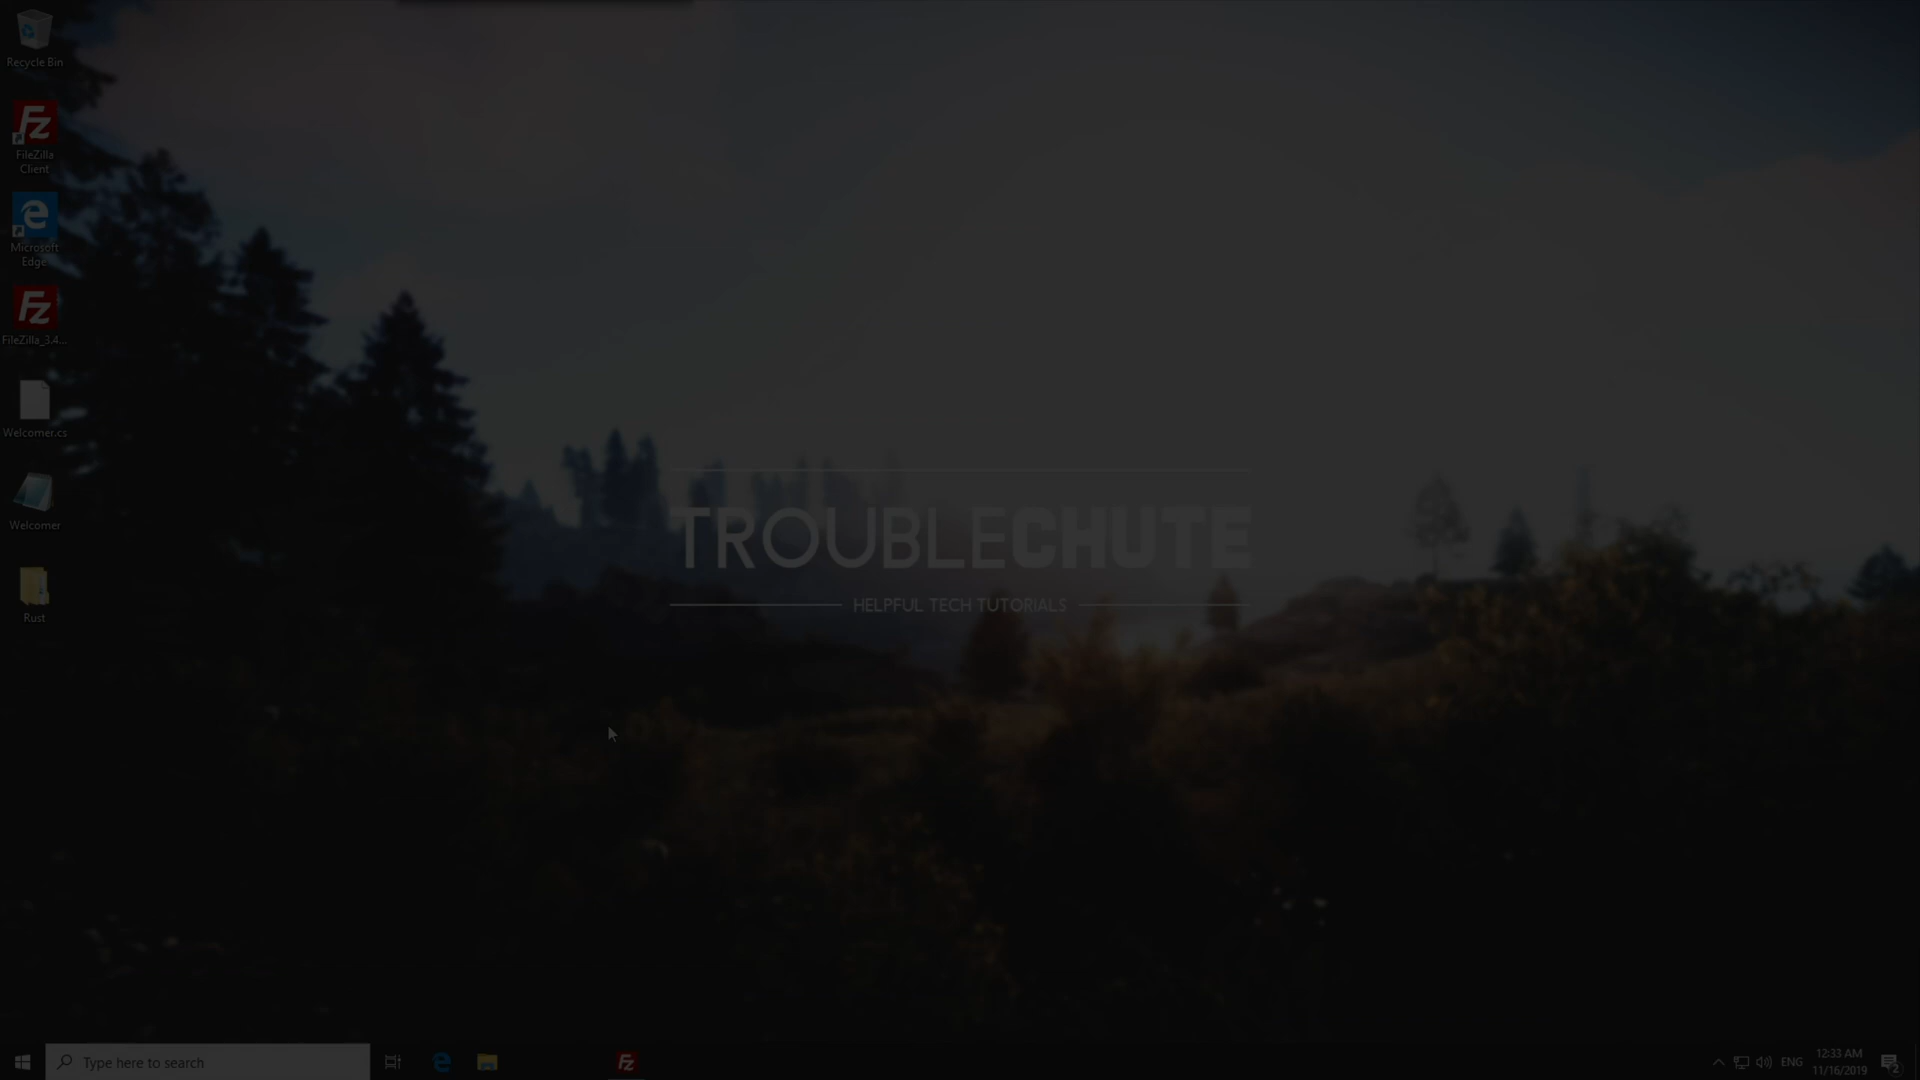 Recycle Bin
FileZilla
Client
Microsoft
Edge
FileZilla_3.4...
Welcomer.cs
Welcomer
Rust
TROUBLECHUTE
HELPFUL TECH TUTORIALS
Type here to search
ENG
12:33 AM
11/16/2019
2